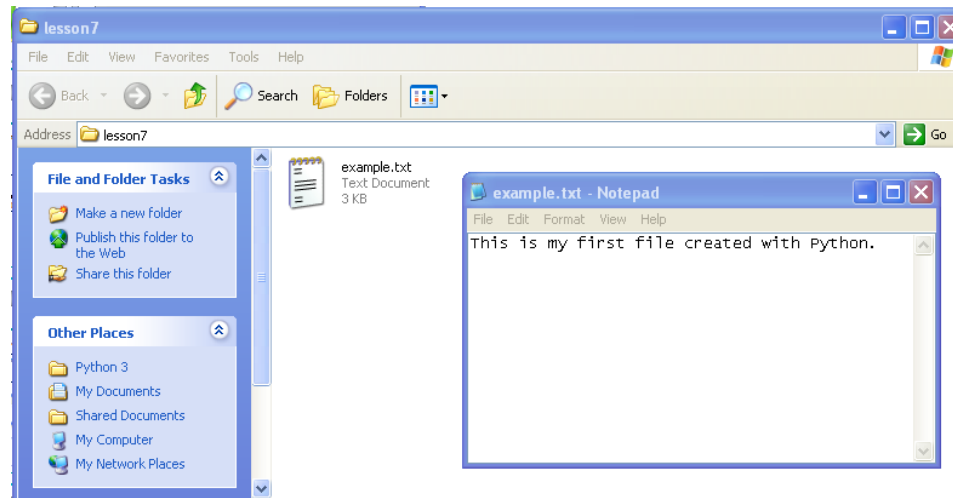 lesson7
File Edit View Favorites Tools Help
Back Search Folders
Address lesson7 Go
File and Folder Tasks
Make a new folder
Publish this folder to
the Web
Share this folder
Other Places
Python 3
My Documents
Shared Documents
My Computer
My Network Places
example.txt
Text Document
3 KB
example.txt - Notepad
File Edit Format View Help
This is my first file created with Python.